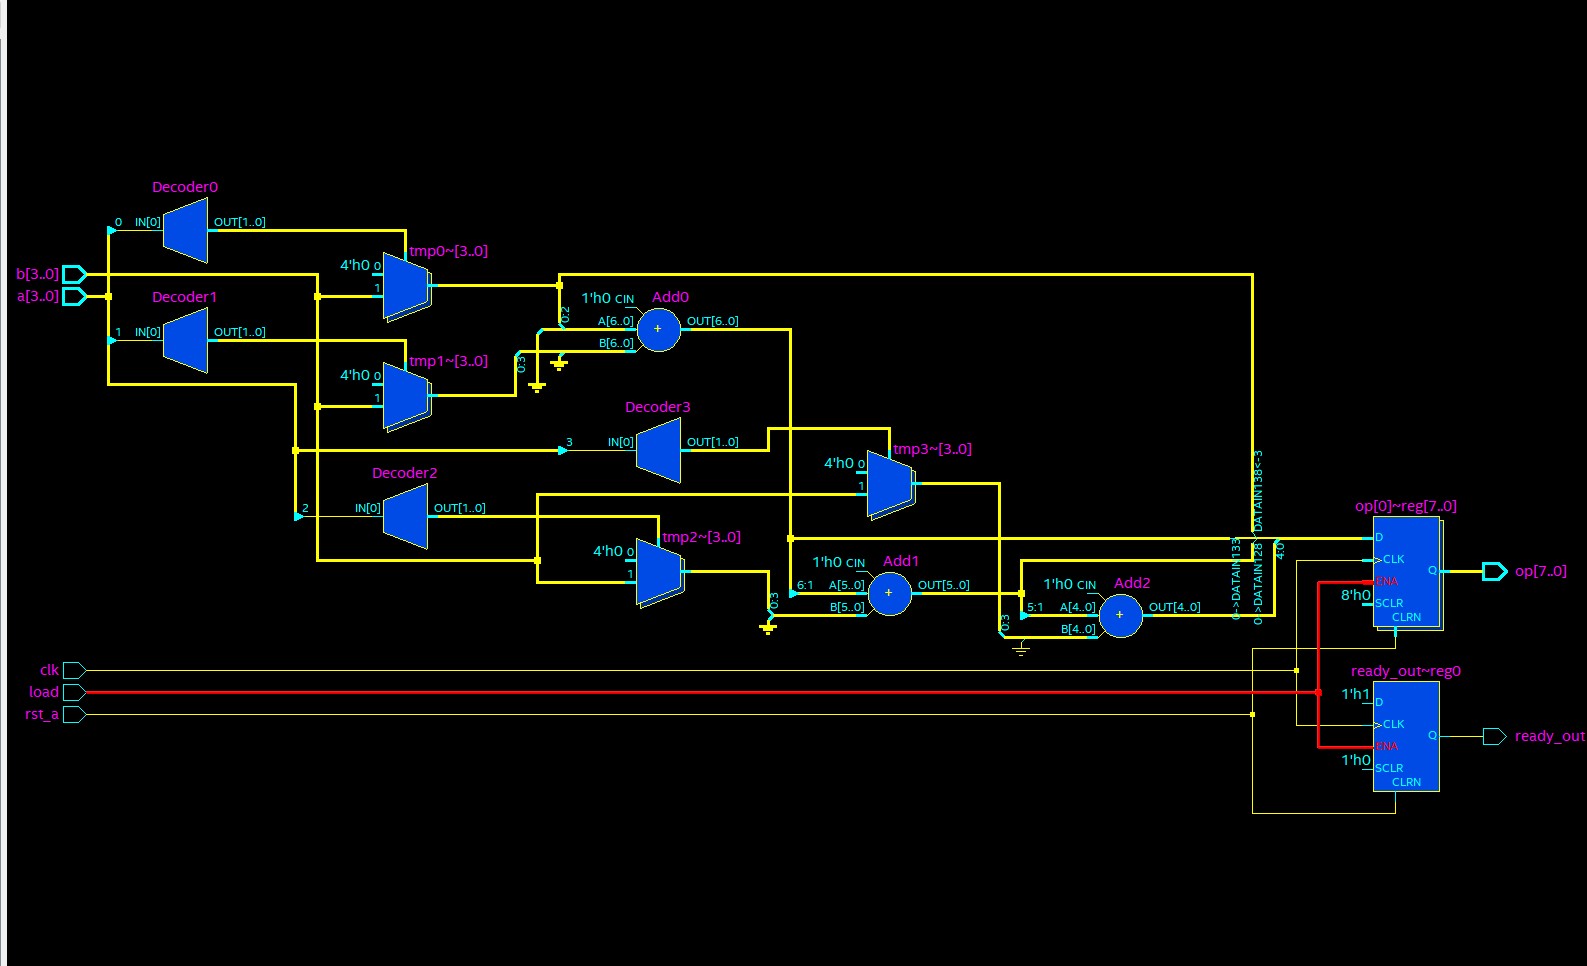 Decoder0
0 IN[0] OUT[1..0]
tmp0~[3..0]
4'h0 0
1
b[3..0]
a[3..0]
Decoder1
1 IN[0] OUT[1..0]
tmp1~[3..0]
4'h0 0
1
0:2
0:3
1'h0 CIN
Add0
A[6..0]
B[6..0]
+
OUT[6..0]
Decoder3
3 IN[0] OUT[1..0]
tmp3~[3..0]
4'h0 0
1
Decoder2
2 IN[0] OUT[1..0]
tmp2~[3..0]
4'h0 0
1
0:3
1'h0 CIN
Add1
6:1 A[5..0]
B[5..0]
+
OUT[5..0]
0:3
1'h0 CIN
Add2
5:1 A[4..0]
B[4..0]
+
OUT[4..0]
0->DATAIN133
DATAIN138<-3
0->DATAIN128
4:0
op[0]~reg[7..0]
D
CLK
ENA
8'h0 SCLR
CLRN
Q
op[7..0]
clk
load
rst_a
ready_out~reg0
1'h1 D
CLK
ENA
1'h0 SCLR
CLRN
Q
ready_out